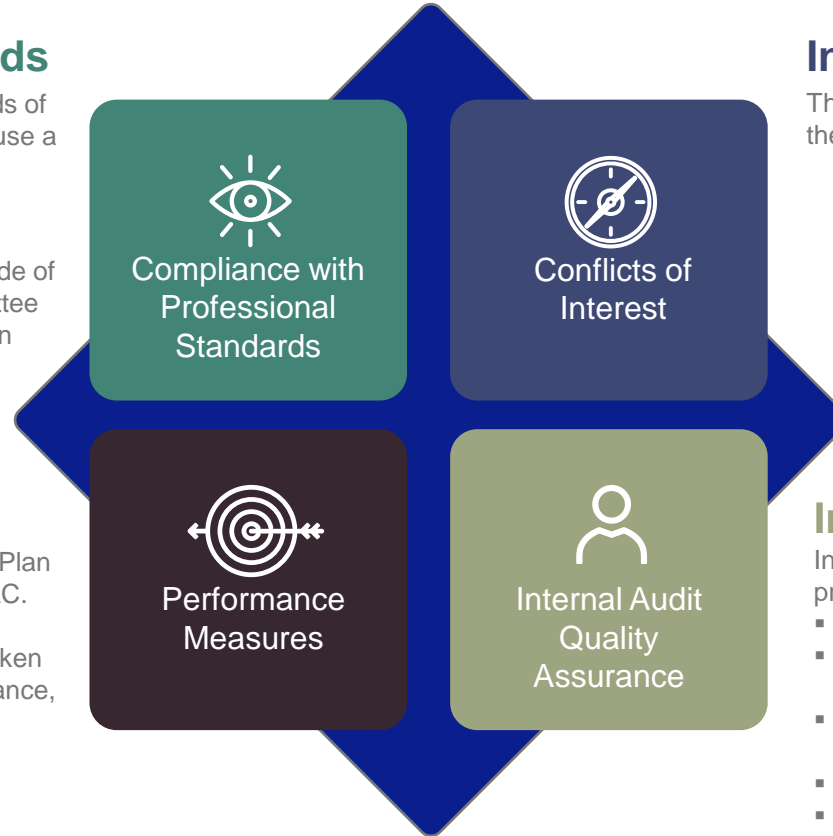 ds
ds of
use a
de of
ttee
n
Compliance with
Professional
Standards
Conflicts of
Interest
In
Th
the
Plan
C.
ken
ance,
Performance
Measures
Internal Audit
Quality
Assurance
In
In
pr